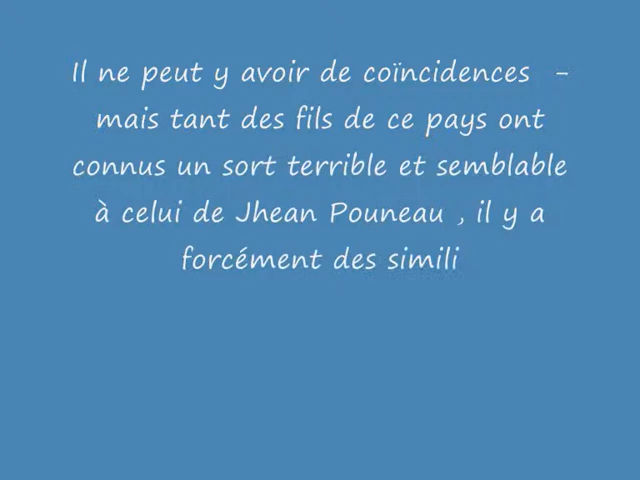 Il ne peut y avoir de coïncidences -
mais tant des fils de ce pays ont
connus un sort terrible et semblable
à celui de Jhean Pouneau , il y a
forcément des simili